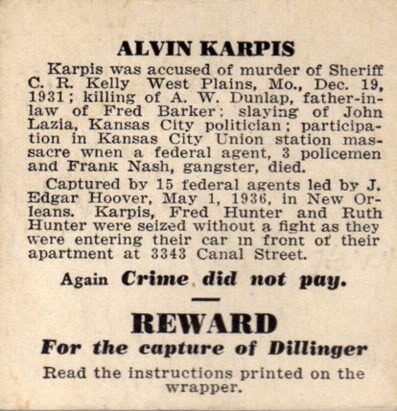 ALVIN KARPIS
Karpis was accused of murder of Sheriff
C. R. Kelly West Plains, Mo., Dec. 19,
1931; killing of A. W. Dunlap, father-in-
law of Fred Barker; slaying of John
Lazia, Kansas City politician; participa-
tion in Kansas City Union station mas-
sacre wnen a federal agent, 3 policemen
and Frank Nash, gangster, died.
Captured by 15 federal agents led by J.
Edgar Hoover, May 1, 1936, in New Or-
leans. Karpis, Fred Hunter and Ruth
Hunter were seized without a fight as they
were entering their car in front of their
apartment at 3343 Canal Street.
Again Crime did not pay.
REWARD
For the capture of Dillinger
Read the instructions printed on the
wrapper.